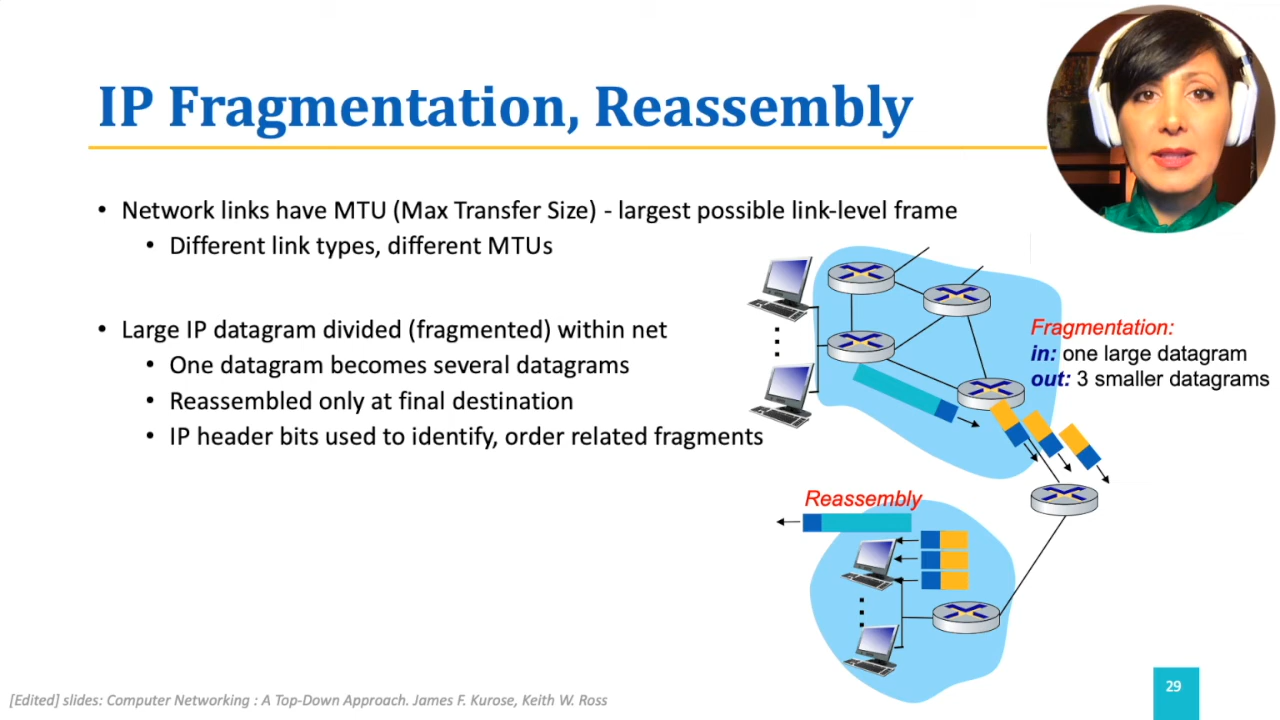 IP Fragmentation, Reassembly
• Network links have MTU (Max Transfer Size) - largest possible link-level frame
• Different link types, different MTUs
• Large IP datagram divided (fragmented) within net
• One datagram becomes several datagrams
• Reassembled only at final destination
• IP header bits used to identify, order related fragments
Fragmentation:
in: one large datagram
out: 3 smaller datagrams
Reassembly
[Edited] slides: Computer Networking : A Top-Down Approach. James F. Kurose, Keith W. Ross
29